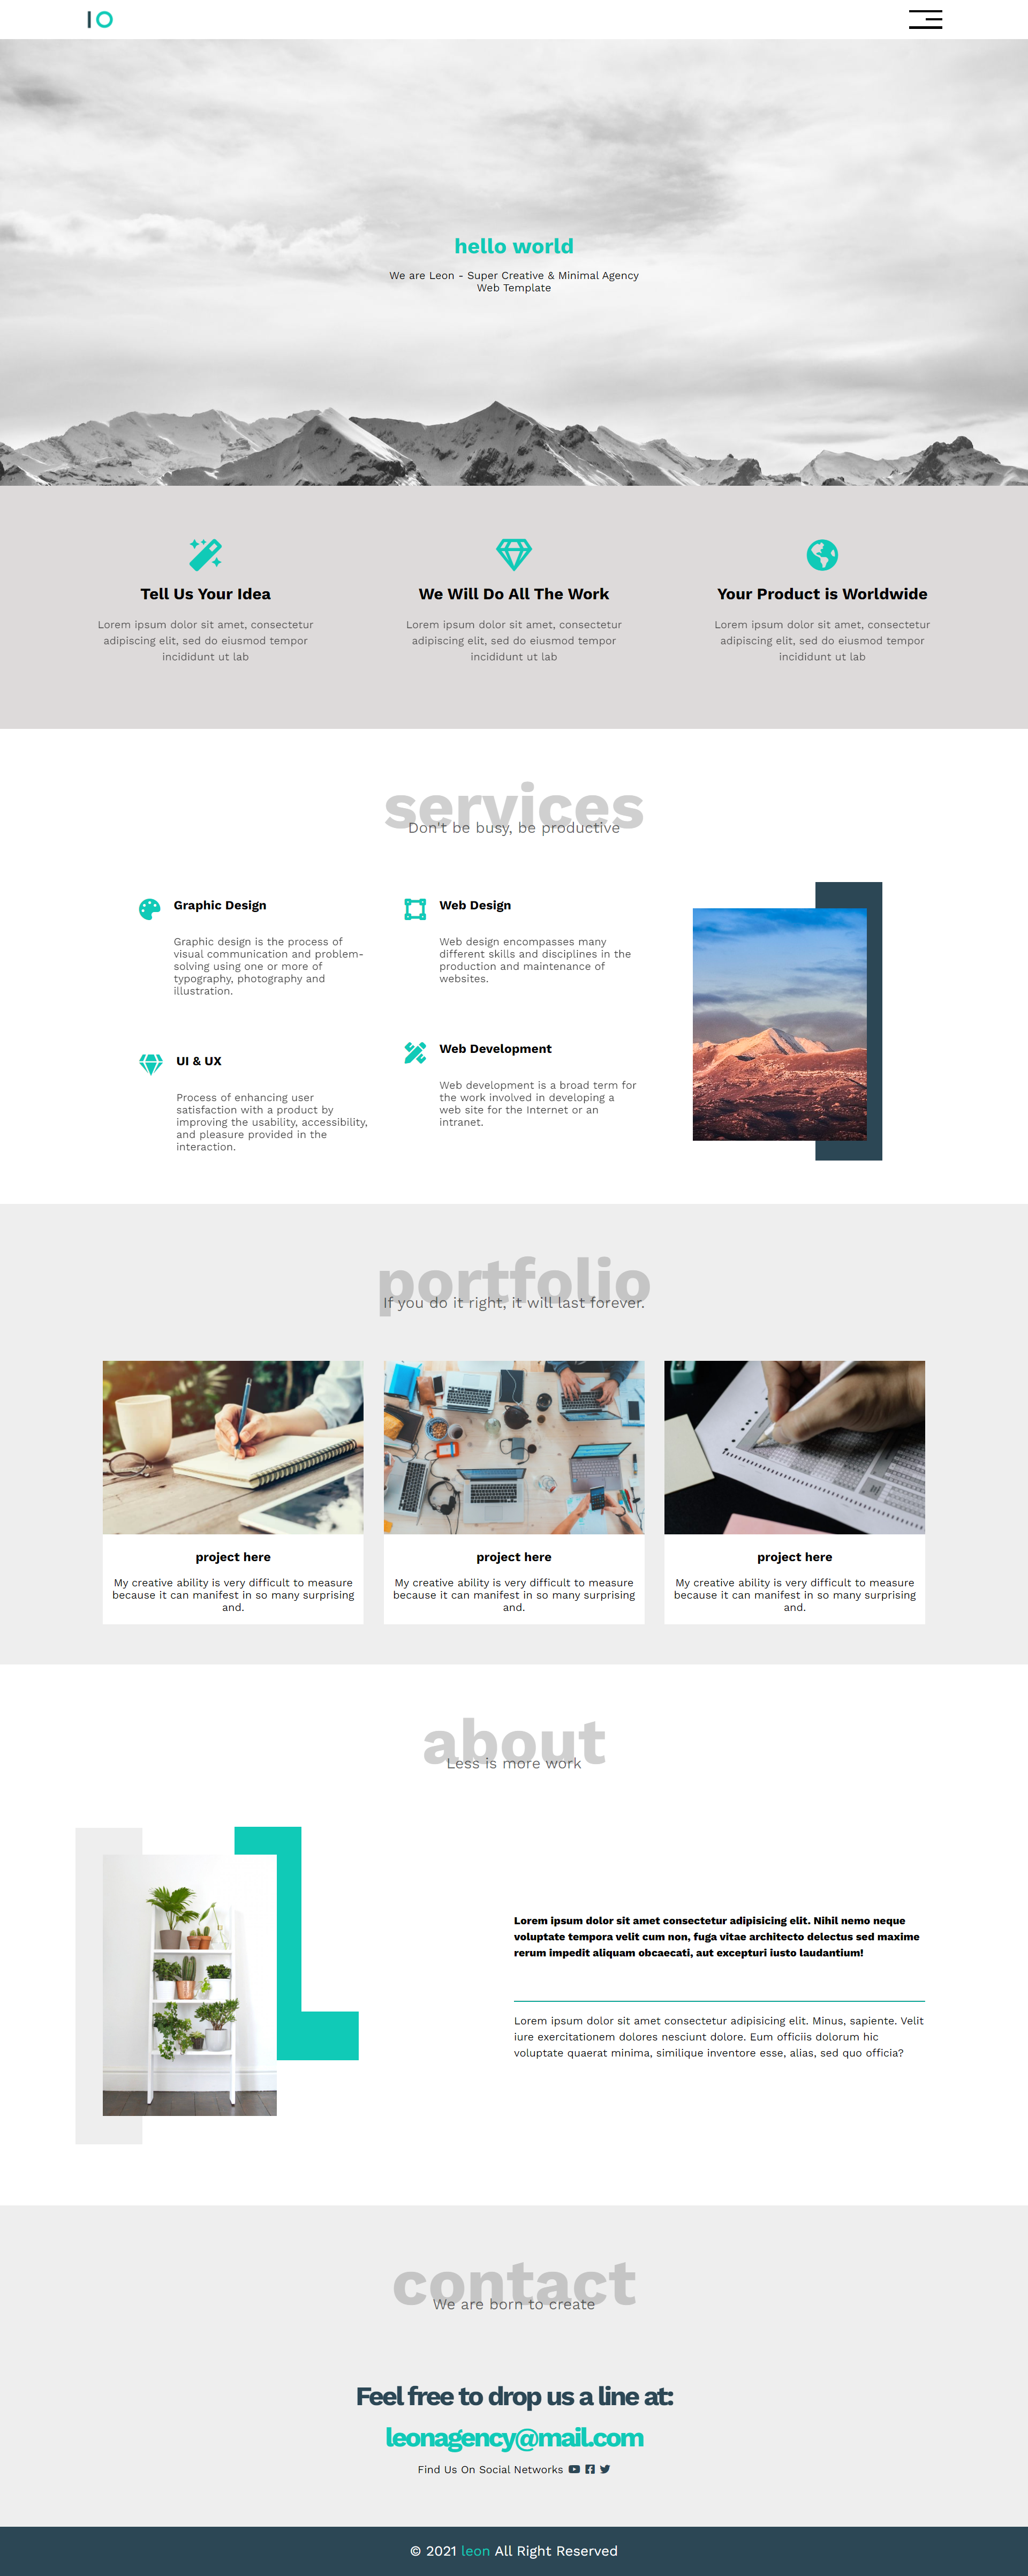 IO
hello world
We are Leon - Super Creative & Minimal Agency
Web Template
Tell Us Your Idea
Lorem ipsum dolor sit amet, consectetur
adipiscing elit, sed do eiusmod tempor
incididunt ut lab
We Will Do All The Work
Lorem ipsum dolor sit amet, consectetur
adipiscing elit, sed do eiusmod tempor
incididunt ut lab
Your Product is Worldwide
Lorem ipsum dolor sit amet, consectetur
adipiscing elit, sed do eiusmod tempor
incididunt ut lab
services
Don't be busy, be productive
Graphic Design
Graphic design is the process of
visual communication and problem-
solving using one or more of
typography, photography and
illustration.
Web Design
Web design encompasses many
different skills and disciplines in the
production and maintenance of
websites.
UI & UX
Process of enhancing user
satisfaction with a product by
improving the usability, accessibility,
and pleasure provided in the
interaction.
Web Development
Web development is a broad term for
the work involved in developing a
web site for the Internet or an
intranet.
portfolio
If you do it right, it will last forever.
project here
My creative ability is very difficult to measure
because it can manifest in so many surprising
and.
project here
My creative ability is very difficult to measure
because it can manifest in so many surprising
and.
project here
My creative ability is very difficult to measure
because it can manifest in so many surprising
and.
about
Less is more work
Lorem ipsum dolor sit amet consectetur adipisicing elit. Nihil nemo neque
voluptate tempora velit cum non, fuga vitae architecto delectus sed maxime
rerum impedit aliquam obcaecati, aut excepturi iusto laudantium!
Lorem ipsum dolor sit amet consectetur adipisicing elit. Minus, sapiente. Velit
iure exercitationem dolores nesciunt dolore. Eum officiis dolorum hic
voluptate quaerat minima, similique inventore esse, alias, sed quo officia?
contact
We are born to create
Feel free to drop us a line at:
leonagency@mail.com
Find Us On Social Networks
© 2021 leon All Right Reserved